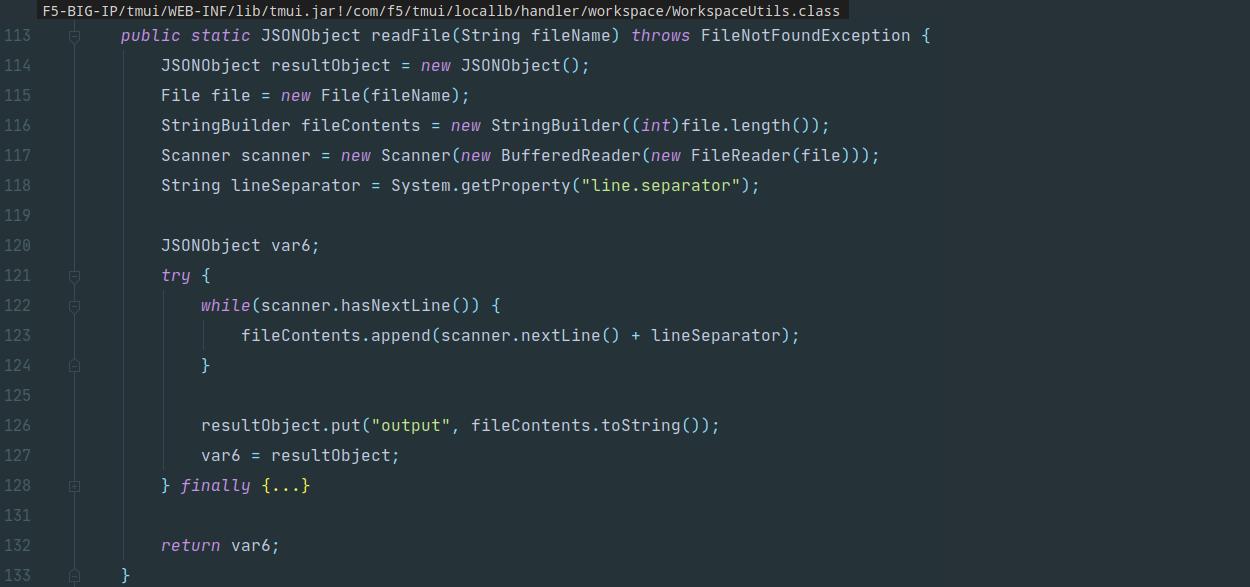 F5-BIG-IP/tmui/WEB-INF/lib/tmui.jar!/com/f5/tmui/locallb/handler/workspace/WorkspaceUtils.class
113 public static JSONObject readFile(String fileName) throws FileNotFoundException {
114 JSONObject resultObject = new JSONObject();
115 File file = new File(fileName);
116 StringBuilder fileContents = new StringBuilder((int)file.length());
117 Scanner scanner = new Scanner(new BufferedReader(new FileReader(file)));
118 String lineSeparator = System.getProperty("line.separator");
119
120 JSONObject var6;
121 try {
122 while(scanner.hasNextLine()) {
123 fileContents.append(scanner.nextLine() + lineSeparator);
124 }
125
126 resultObject.put("output", fileContents.toString());
127 var6 = resultObject;
128 } finally {...}
131
132 return var6;
133 }